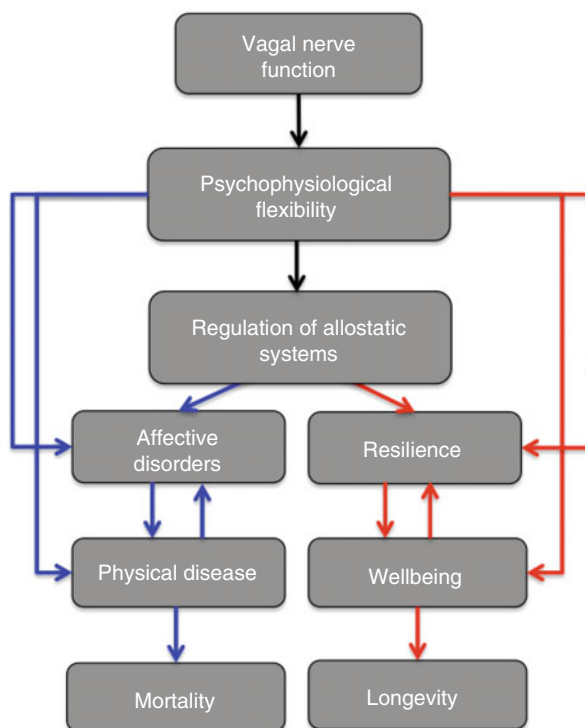 Vagal nerve
function
Psychophysiological
flexibility
Regulation of allostatic
systems
Affective
disorders
Resilience
Physical disease
Wellbeing
Mortality
Longevity